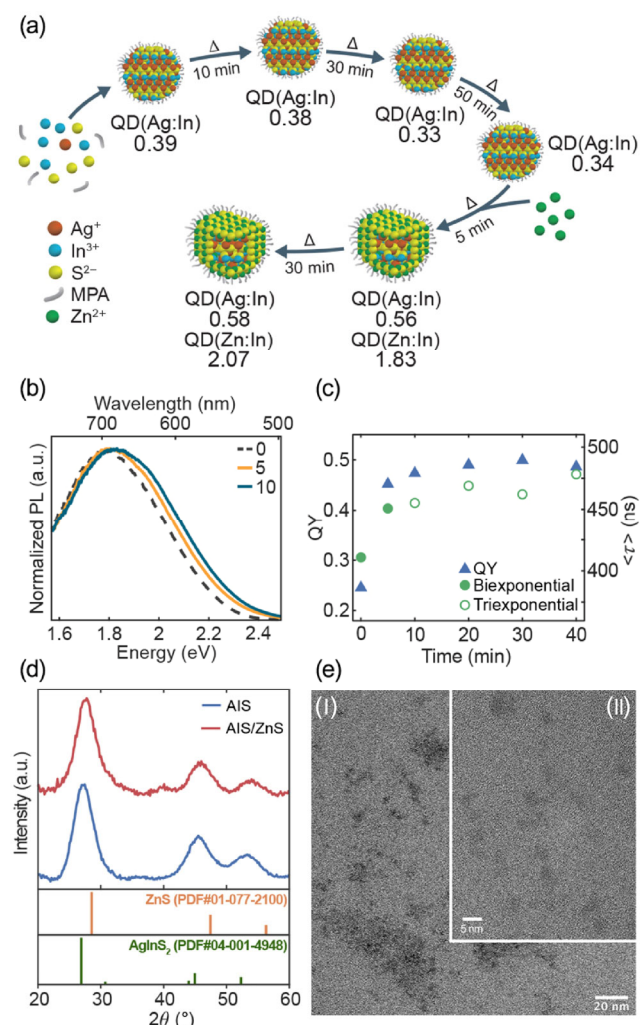 (a)
Δ
10 min
Δ
30 min
Δ
50 min
QD(Ag:In)
0.39
QD(Ag:In)
0.38
QD(Ag:In)
0.33
QD(Ag:In)
0.34
Δ
5 min
Δ
30 min
Ag⁺
In³⁺
S²⁻
MPA
Zn²⁺
QD(Ag:In)
0.58
QD(Zn:In)
2.07
QD(Ag:In)
0.56
QD(Zn:In)
1.83
(b)
Wavelength (nm)
700 600 500
Normalized PL (a.u.)
0
5
10
1.6 1.8 2 2.2 2.4
Energy (eV)
(c)
QY
0.5
0.4
0.3
0.2
500
450
400
<τ> (ns)
QY
Biexponential
Triexponential
0 10 20 30 40
Time (min)
(d)
Intensity (a.u.)
AIS
AIS/ZnS
ZnS (PDF#01-077-2100)
AgInS₂ (PDF#04-001-4948)
20 30 40 50 60
2θ (°)
(e)
(I)
(II)
5 nm
20 nm